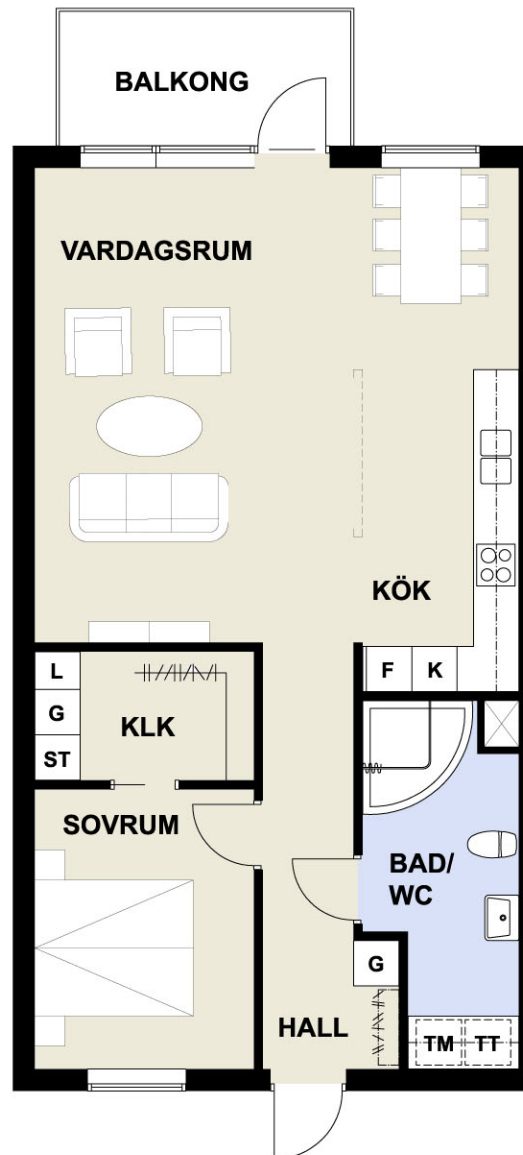 BALKONG
VARDAGSRUM
KÖK
F K
L
G
ST
KLK
SOVRUM
BAD/
WC
G
HALL
TM TT